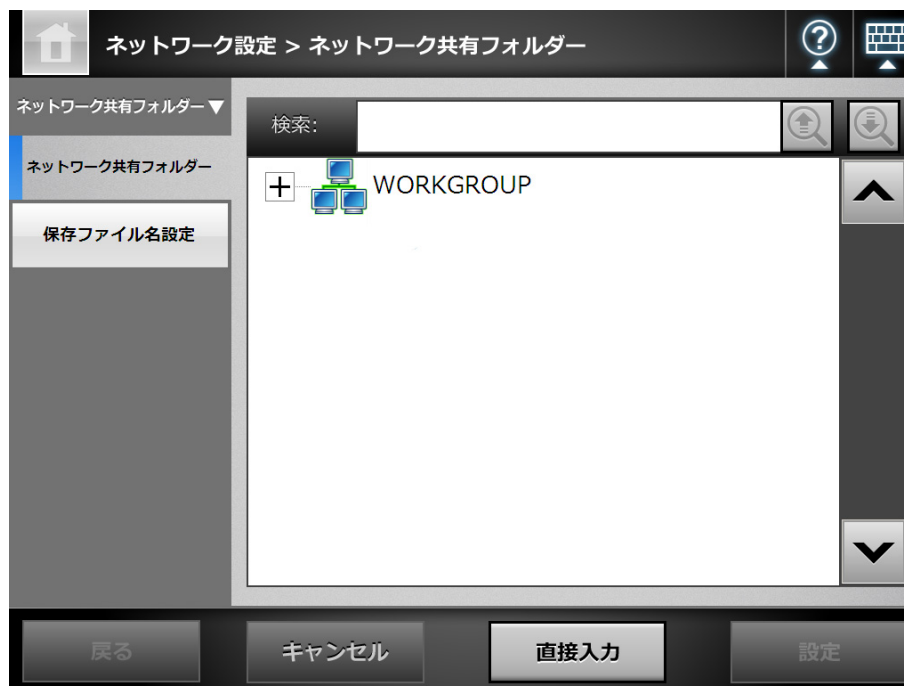 ネットワーク設定 > ネットワーク共有フォルダー
?
ネットワーク共有フォルダー▼
ネットワーク共有フォルダー
保存ファイル名設定
検索:
WORKGROUP
戻る
キャンセル
直接入力
設定